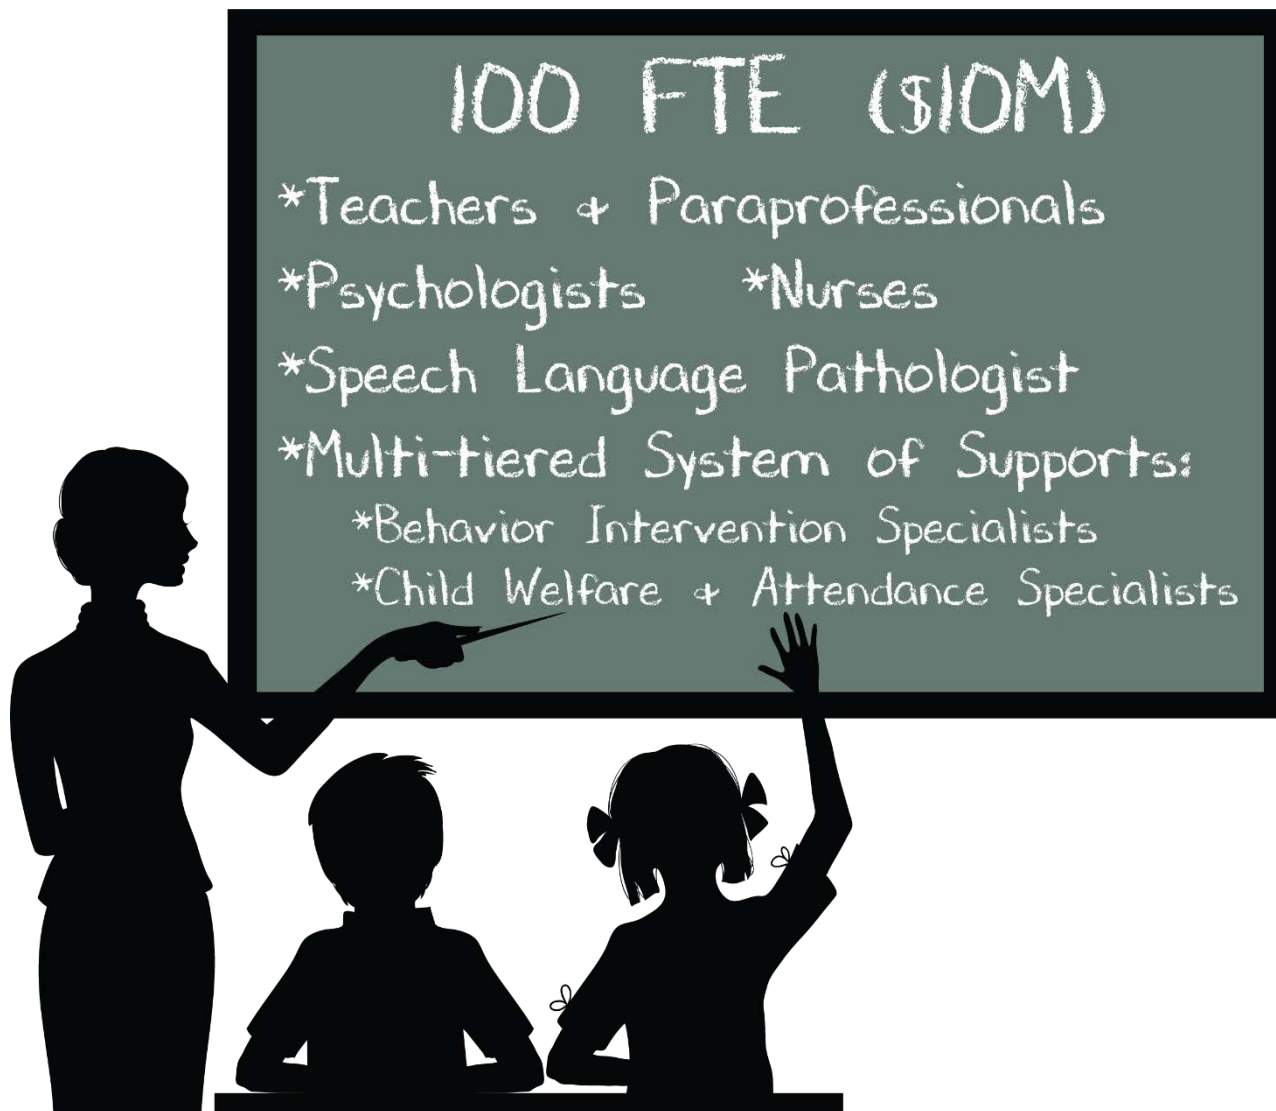 100 FTE ($10M)
*Teachers & Paraprofessionals
*Psychologists *Nurses
*Speech Language Pathologist
*Multi-tiered System of Supports:
*Behavior Intervention Specialists
*Child Welfare & Attendance Specialists